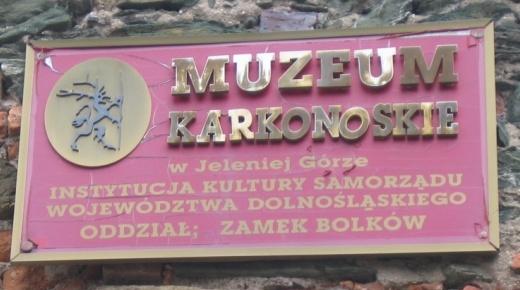 MUZEUM
KARKONOSKIE
w Jeleniej Górze
INSTYTUCJA KULTURY SAMORZĄDU
WOJEWÓDZTWA DOLNOŚLĄSKIEGO
ODDZIAŁ; ZAMEK BOLKÓW